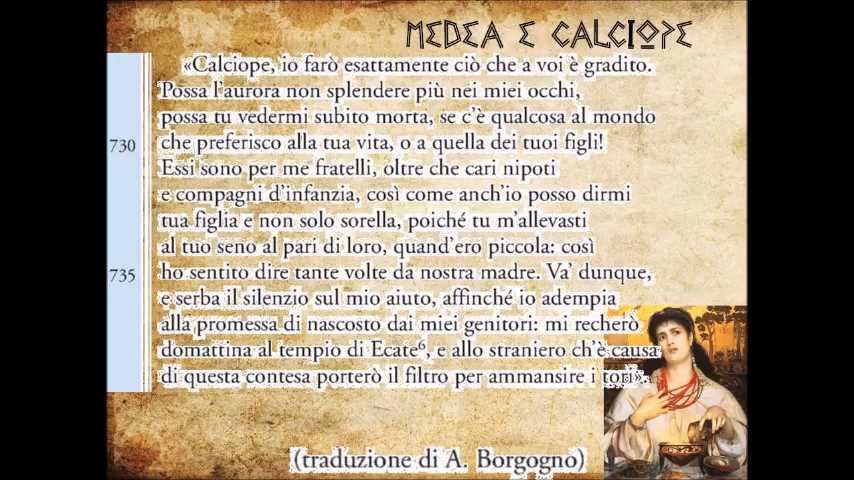 MEDEA E CALCIOPE
«Calciope, io farò esattamente ciò che a voi è gradito.
Possa l'aurora non splendere più nei miei occhi,
possa tu vedermi subito morta, se c'è qualcosa al mondo
730 che preferisco alla tua vita, o a quella dei tuoi figli!
Essi sono per me fratelli, oltre che cari nipoti
e compagni d'infanzia, così come anch'io posso dirmi
tua figlia e non solo sorella, poiché tu m'allevasti
al tuo seno al pari di loro, quand'ero piccola: così
735 ho sentito dire tante volte da nostra madre. Va' dunque,
e serba il silenzio sul mio aiuto, affinché io adempia
alla promessa di nascosto dai miei genitori: mi recherò
domattina al tempio di Ecate⁶, e allo straniero ch'è causa
di questa contesa porterò il filtro per ammansire i tori».
(traduzione di A. Borgogno)